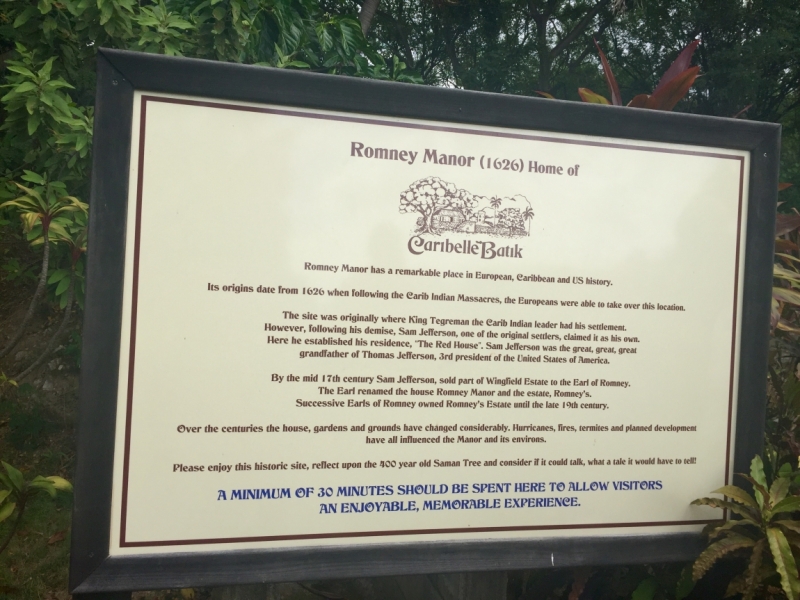 Romney Manor (1626) Home of
Caribelle Batik
Romney Manor has a remarkable place in European, Caribbean and US history.
Its origins date from 1626 when following the Carib Indian Massacres, the Europeans were able to take over this location.
The site was originally where King Tegreman the Carib Indian leader had his settlement.
However, following his demise, Sam Jefferson, one of the original settlers, claimed it as his own.
Here he established his residence, "The Red House". Sam Jefferson was the great, great, great
grandfather of Thomas Jefferson, 3rd president of the United States of America.
By the mid 17th century Sam Jefferson, sold part of Wingfield Estate to the Earl of Romney.
The Earl renamed the house Romney Manor and the estate, Romney's.
Successive Earls of Romney owned Romney's Estate until the late 19th century.
Over the centuries the house, gardens and grounds have changed considerably. Hurricanes, fires, termites and planned development
have all influenced the Manor and its environs.
Please enjoy this historic site, reflect upon the 400 year old Saman Tree and consider if it could talk, what a tale it would have to tell!
A MINIMUM OF 30 MINUTES SHOULD BE SPENT HERE TO ALLOW VISITORS
AN ENJOYABLE, MEMORABLE EXPERIENCE.